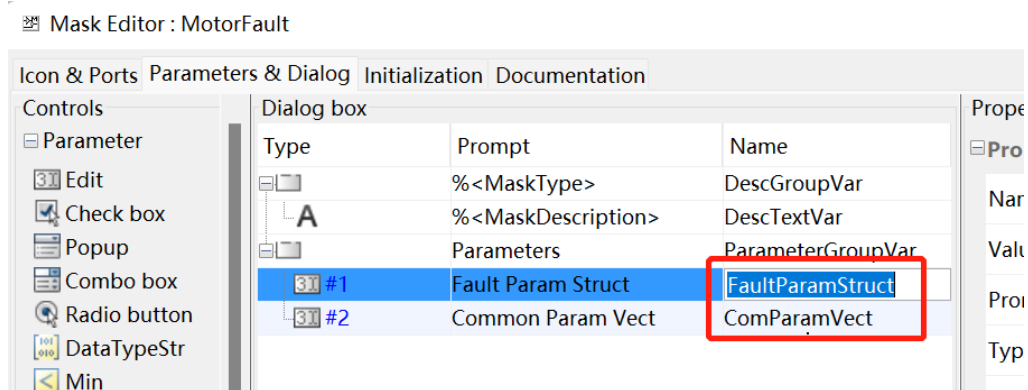 Mask Editor : MotorFault
Icon & Ports Parameters & Dialog Initialization Documentation
Controls
Parameter
Edit
Check box
Popup
Combo box
Radio button
DataTypeStr
Min
Dialog box
Type Prompt Name
%<MaskType> DescGroupVar
A %<MaskDescription> DescTextVar
Parameters ParameterGroupVar
#1 Fault Param Struct FaultParamStruct
#2 Common Param Vect ComParamVect
Prope
Pro
Nar
Valu
Pro
Typ